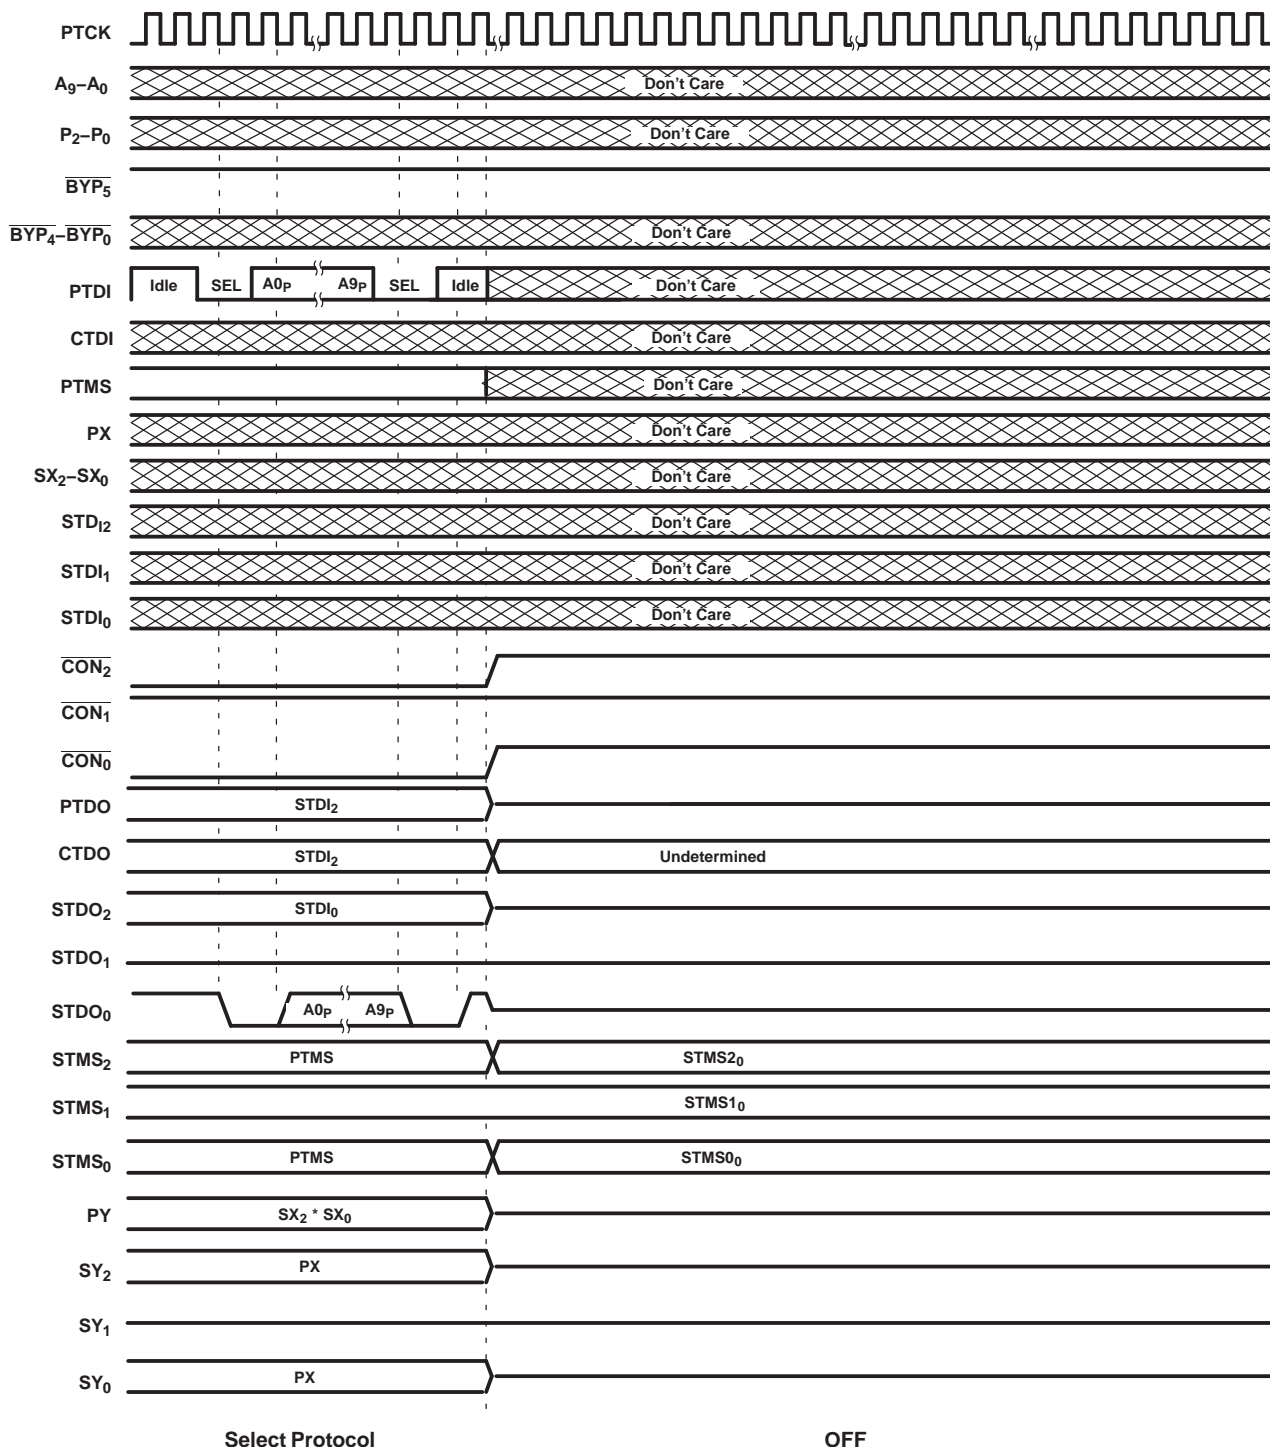 PTCK
A9–A0 Don't Care
P2–P0 Don't Care
BYP5
BYP4–BYP0 Don't Care
PTDI Idle SEL A0P A9P SEL Idle Don't Care
CTDI Don't Care
PTMS Don't Care
PX Don't Care
SX2–SX0 Don't Care
STDI2 Don't Care
STDI1 Don't Care
STDI0 Don't Care
CON2
CON1
CON0
PTDO STDI2
CTDO STDI2 Undetermined
STDO2 STDI0
STDO1
STDO0 A0P A9P
STMS2 PTMS STMS20
STMS1 STMS10
STMS0 PTMS STMS00
PY SX2 * SX0
SY2 PX
SY1
SY0 PX
Select Protocol OFF